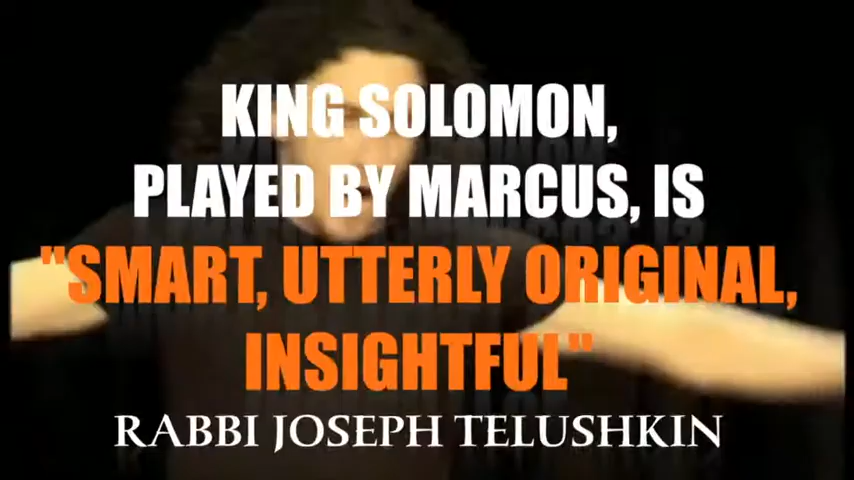 KING SOLOMON,
PLAYED BY MARCUS, IS
"SMART, UTTERLY ORIGINAL,
INSIGHTFUL"
RABBI JOSEPH TELUSHKIN